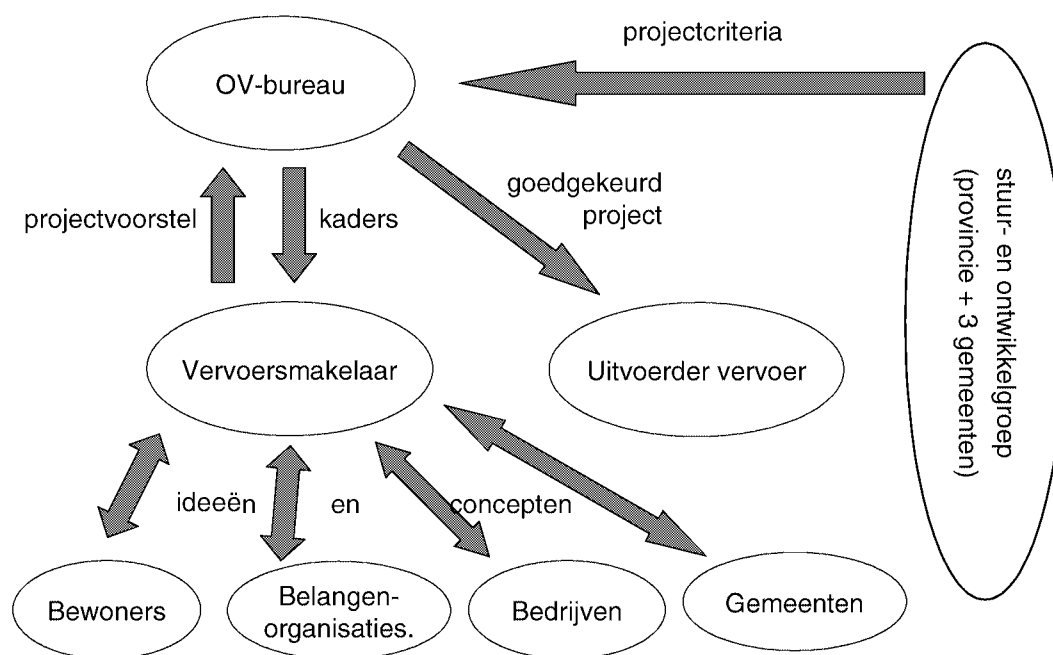 projectcriteria
OV-bureau
goedgekeurd
project
projectvoorstel
kaders
stuur- en ontwikkelgroep
(provincie + 3 gemeenten)
Vervoersmakelaar
Uitvoerder vervoer
ideeën en concepten
Bewoners
Belangen-
organisaties.
Bedrijven
Gemeenten